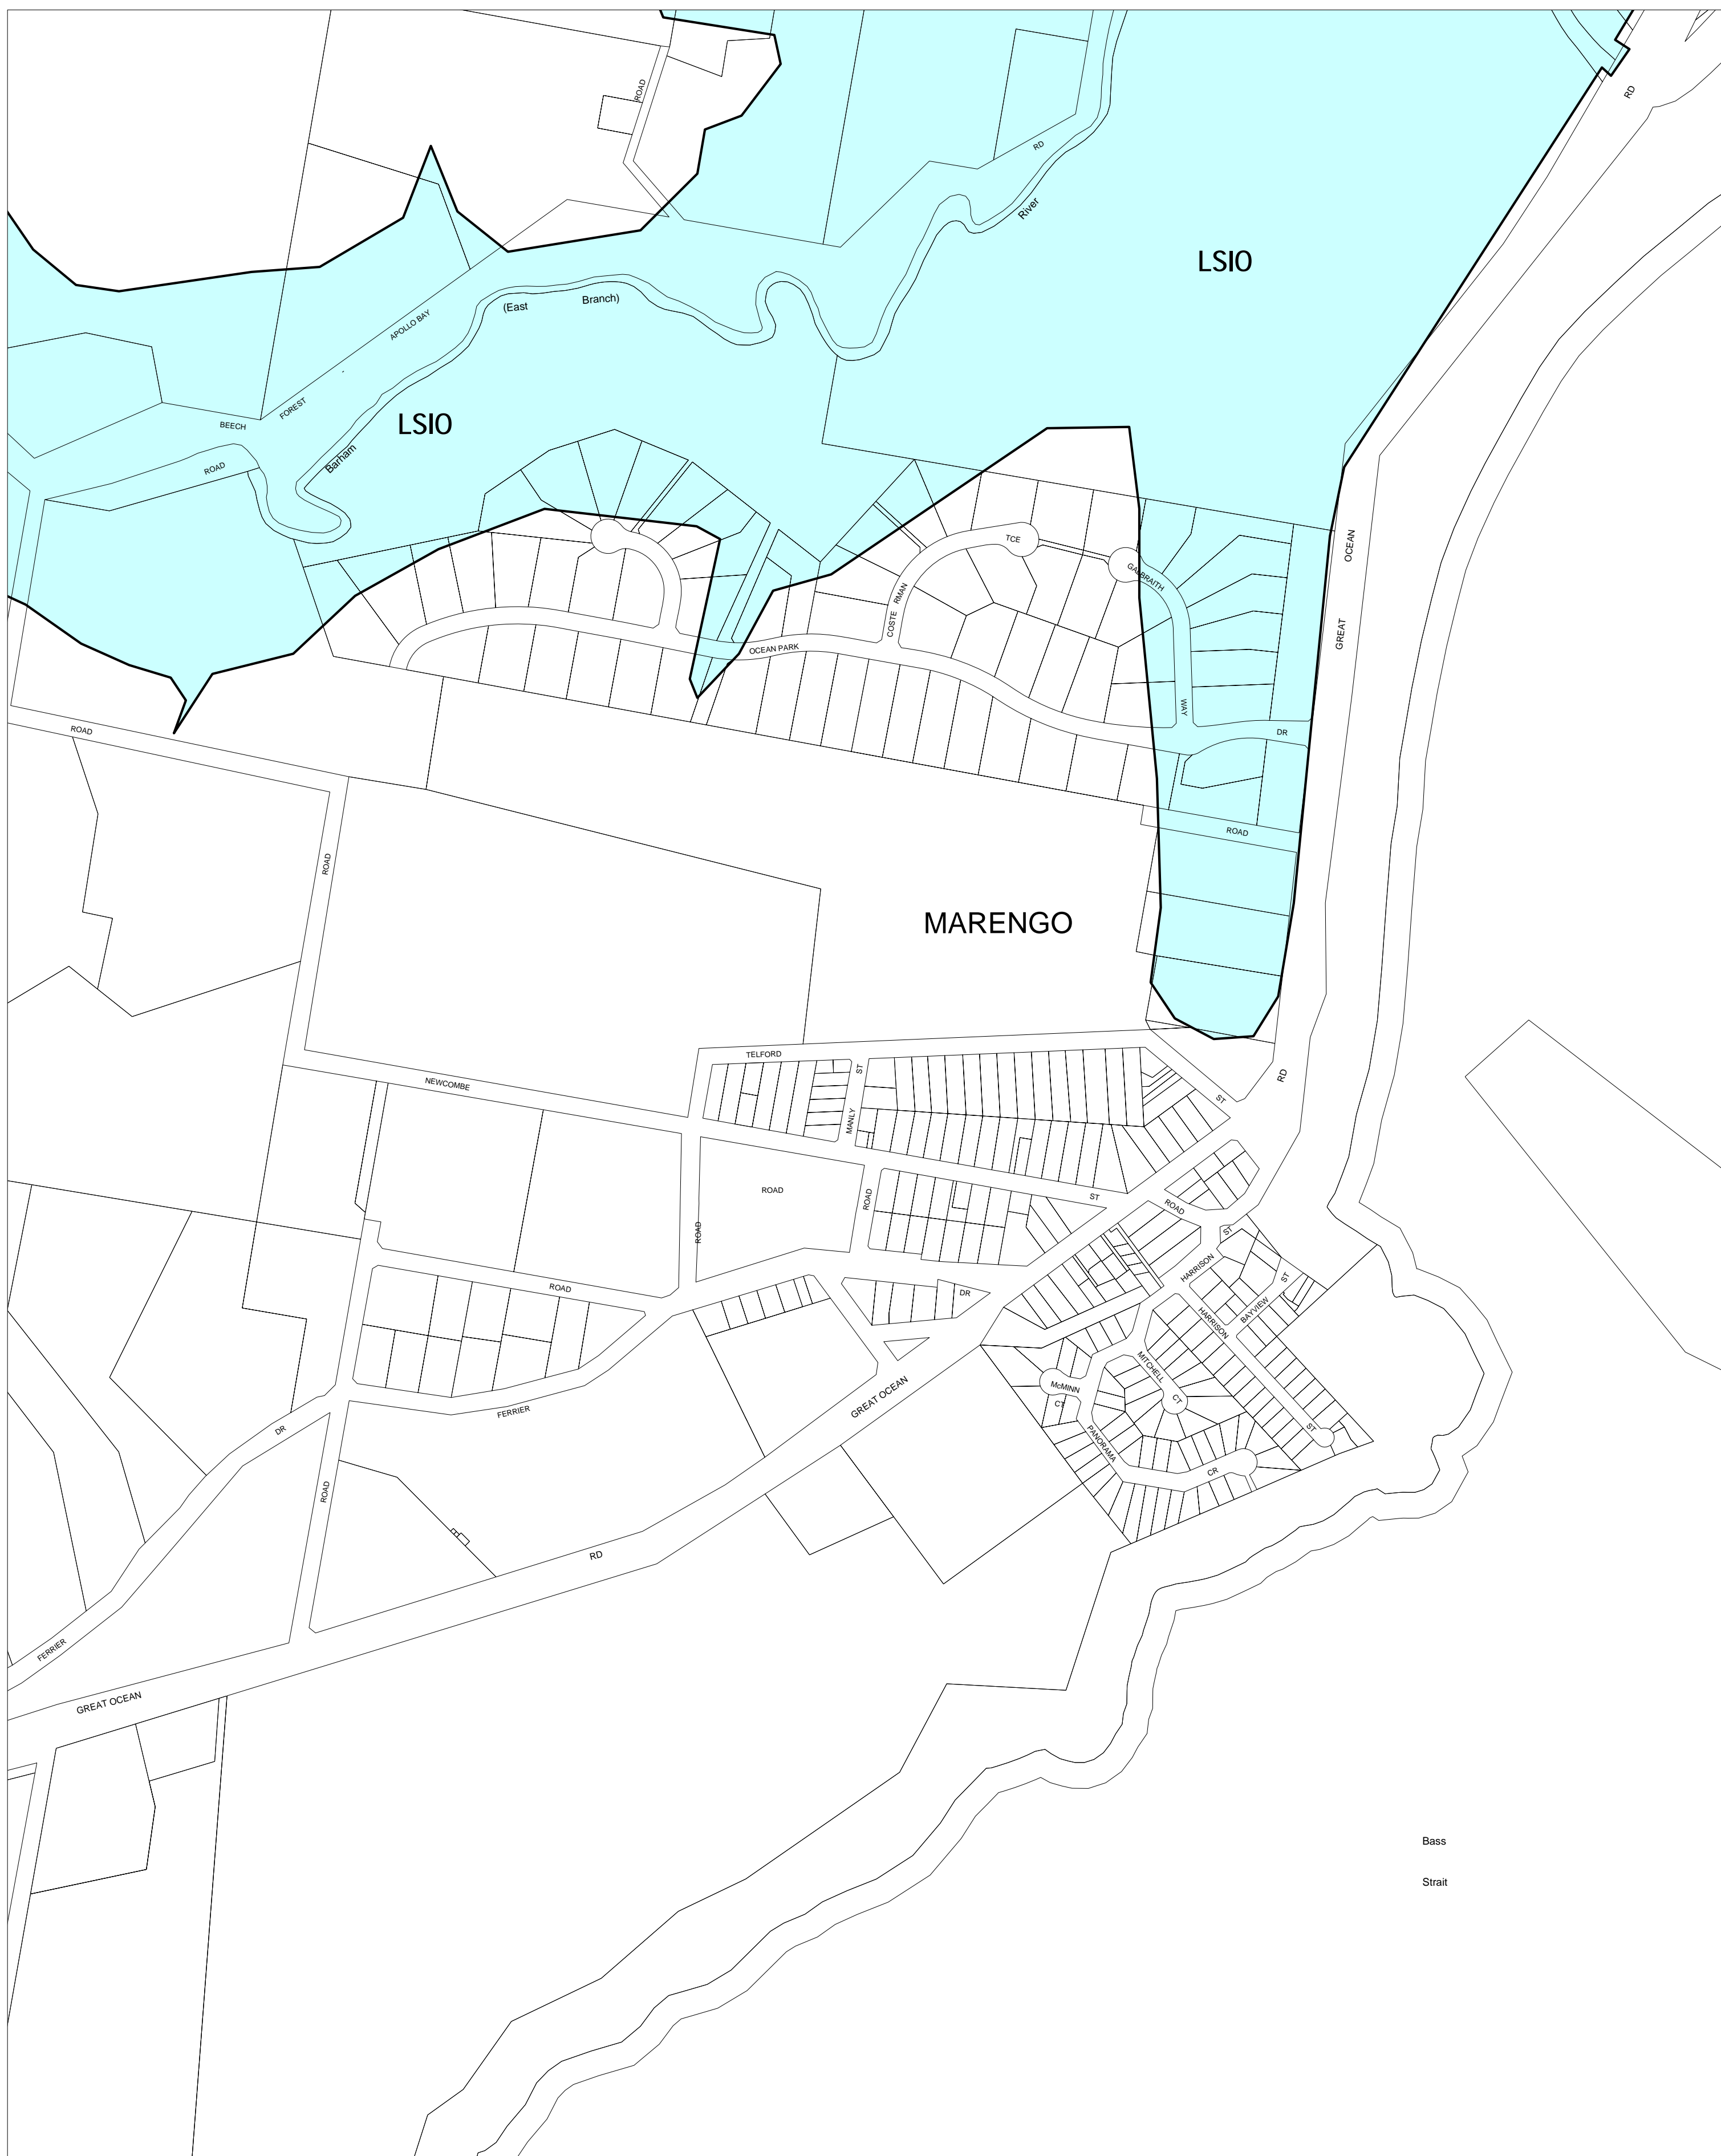 ROAD
RD
RD
River
LSIO
(East Branch)
APOLLO BAY
FOREST
BEECH
LSIO
ROAD
Barham
TCE
GALBRAITH
OCEAN
COSTE RMAN
GREAT
OCEAN PARK
WAY
DR
ROAD
ROAD
ROAD
MARENGO
TELFORD
ST
NEWCOMBE
RD
MANLY
ST
ROAD
ROAD
ST
ROAD
ROAD
ST
HARRISON
ST
ROAD
DR
BAYVIEW
HARRISON
MITCHELL
McMINN
CT
CT
GREAT OCEAN
FERRIER
DR
PANORAMA
ST
CR
ROAD
RD
FERRIER
GREAT OCEAN
Bass
Strait